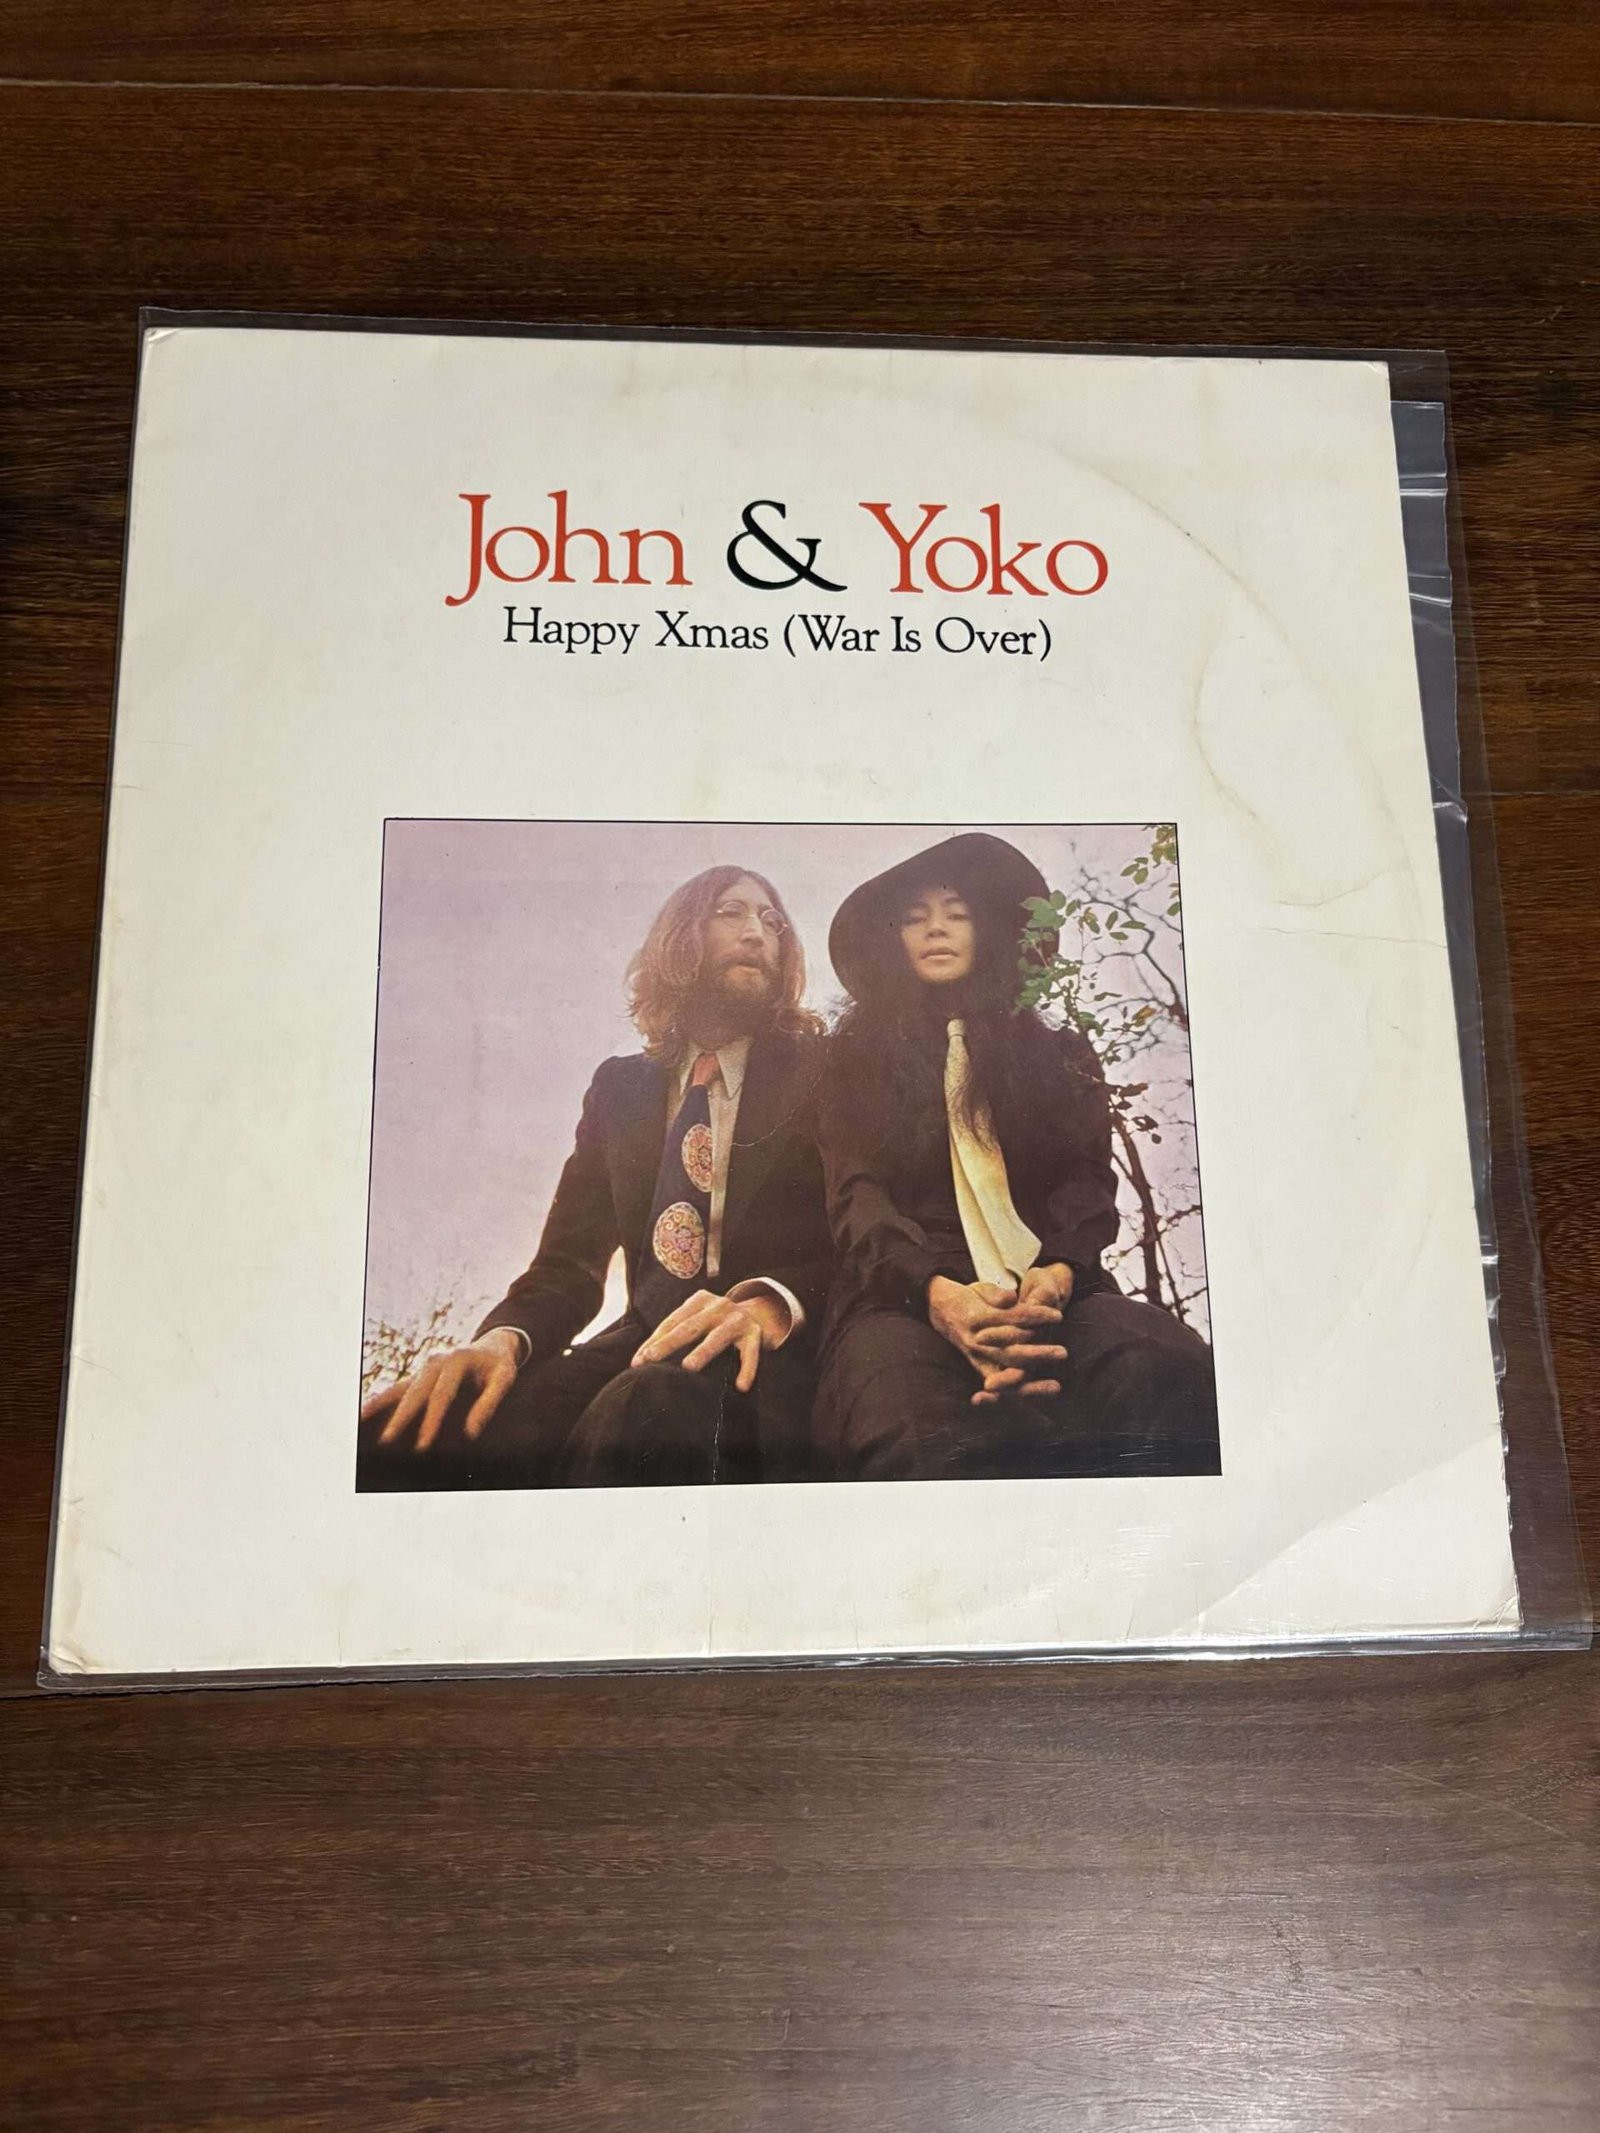 John & Yoko
Happy Xmas (War Is Over)